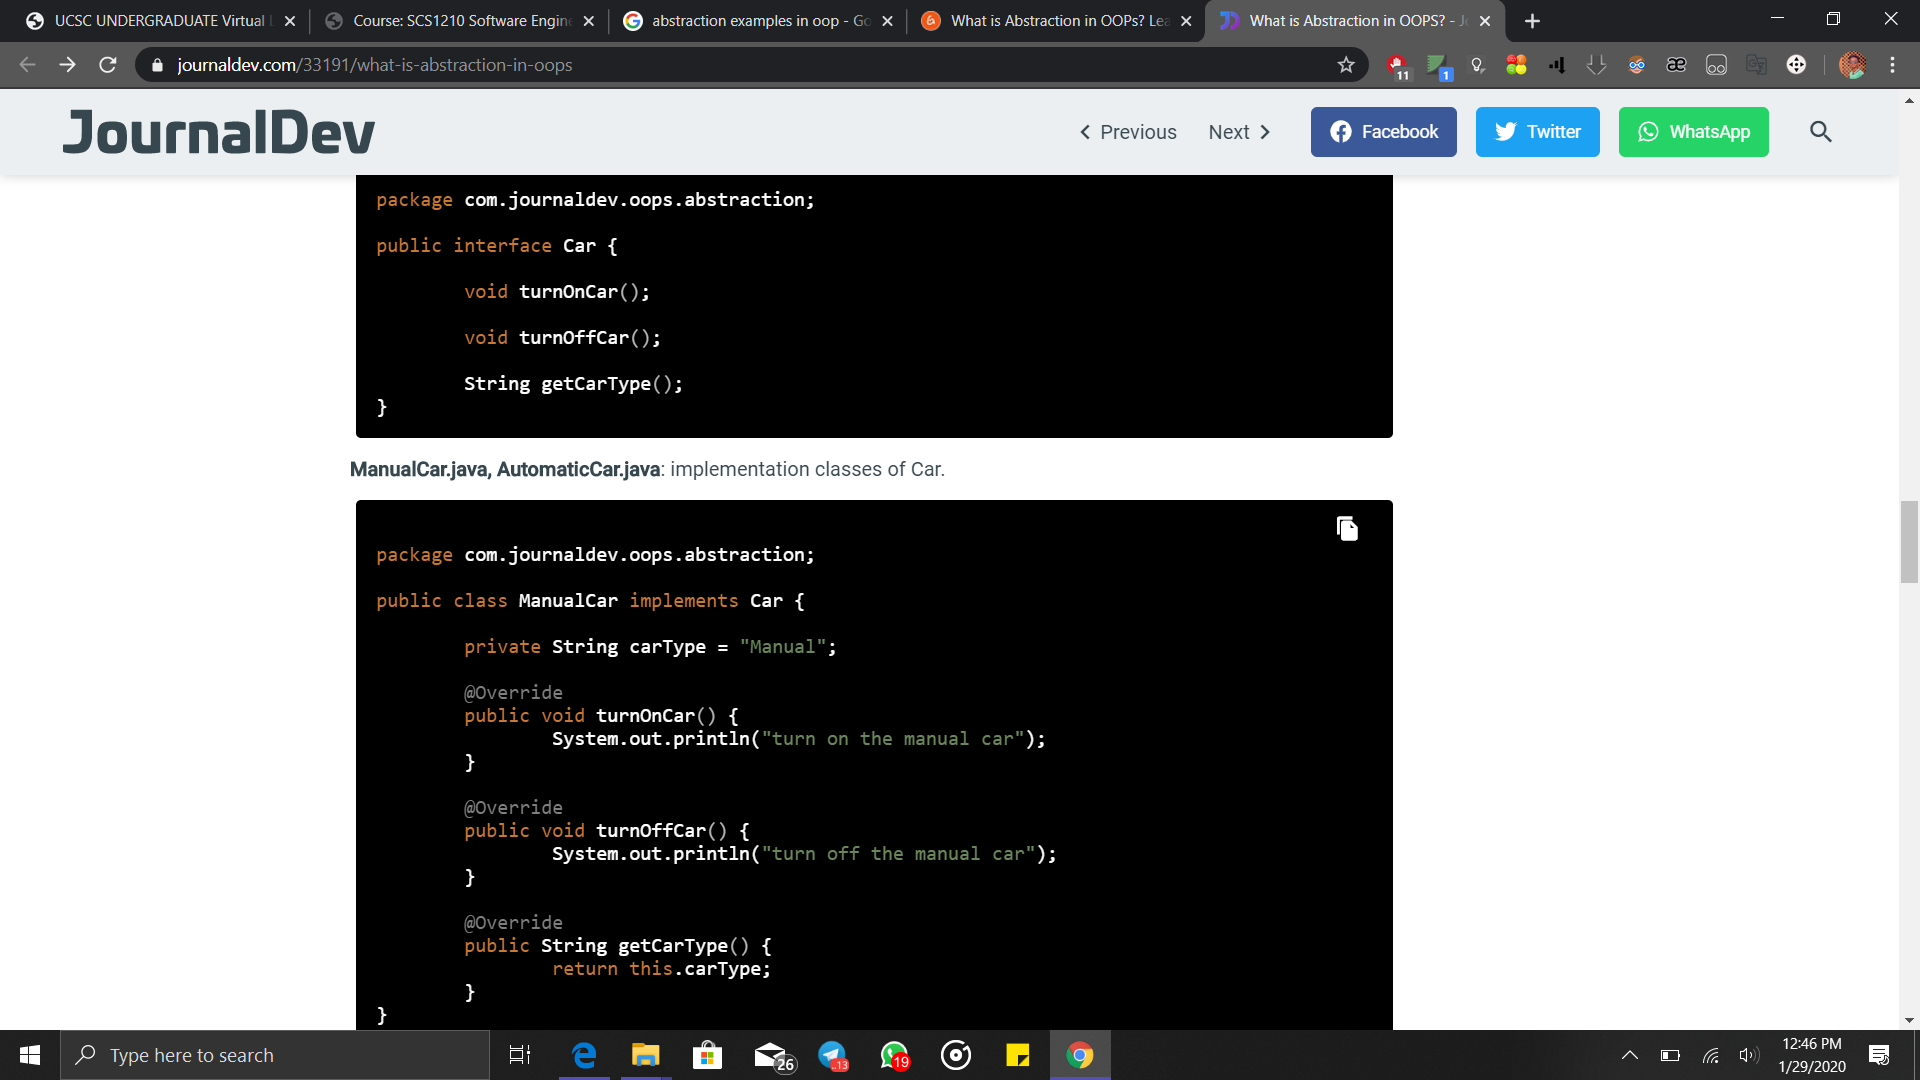 UCSC UNDERGRADUATE Virtual
Course: SCS1210 Software Engine
abstraction examples in oop - Go
What is Abstraction in OOPs? Lea
What is Abstraction in OOPS? - J
journaldev.com/33191/what-is-abstraction-in-oops
11
1
æ
JournalDev
Previous
Next
Facebook
Twitter
WhatsApp
package com.journaldev.oops.abstraction;
public interface Car {
void turnOnCar();
void turnOffCar();
String getCarType();
}
ManualCar.java, AutomaticCar.java: implementation classes of Car.
package com.journaldev.oops.abstraction;
public class ManualCar implements Car {
private String carType = "Manual";
@Override
public void turnOnCar() {
System.out.println("turn on the manual car");
}
@Override
public void turnOffCar() {
System.out.println("turn off the manual car");
}
@Override
public String getCarType() {
return this.carType;
}
}
Type here to search
26
..13
19
12:46 PM
1/29/2020